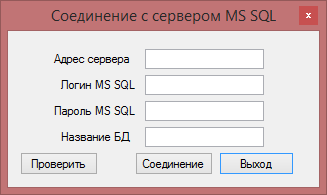 Соединение с сервером MS SQL x
Адрес сервера
Логин MS SQL
Пароль MS SQL
Название БД
Проверить Соединение Выход